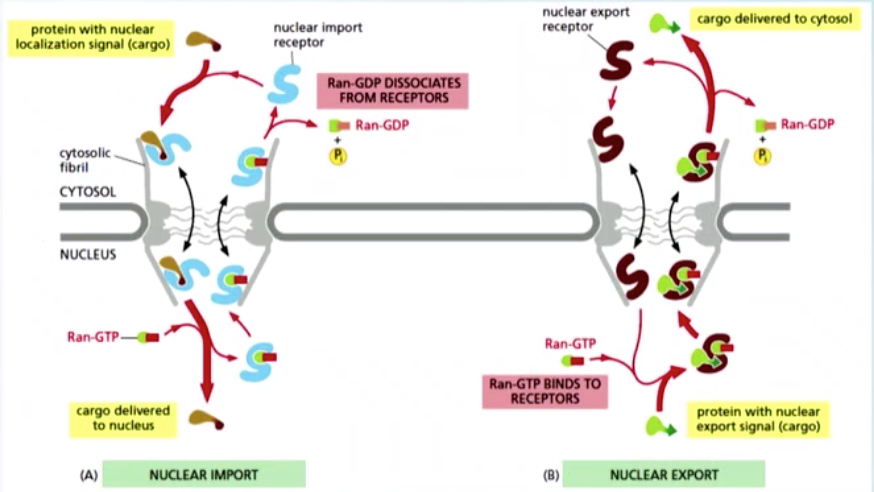 protein with nuclear
localization signal (cargo)
nuclear import
receptor
Ran-GDP DISSOCIATES
FROM RECEPTORS
Ran-GDP
+
Pi
cytosolic
fibril
CYTOSOL
NUCLEUS
Ran-GTP
cargo delivered
to nucleus
(A) NUCLEAR IMPORT
nuclear export
receptor
cargo delivered to cytosol
Ran-GDP
+
Pi
Ran-GTP
Ran-GTP BINDS TO
RECEPTORS
protein with nuclear
export signal (cargo)
(B) NUCLEAR EXPORT